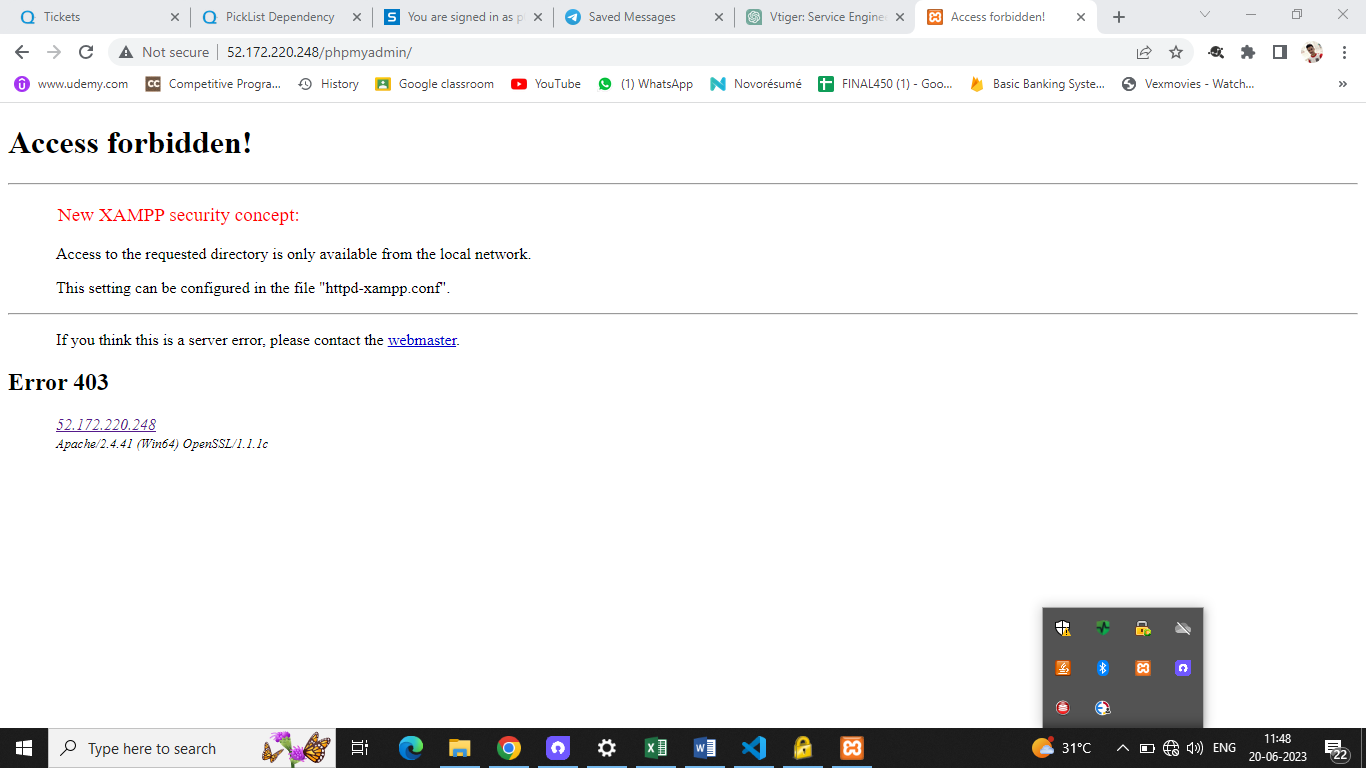 Tickets
PickList Dependency
You are signed in as p
Saved Messages
Vtiger: Service Engine
Access forbidden!
Not secure
52.172.220.248/phpmyadmin/
www.udemy.com
Competitive Progra...
History
Google classroom
YouTube
(1) WhatsApp
Novorésumé
FINAL450 (1) - Goo...
Basic Banking Syste...
Vexmovies - Watch...
»
Access forbidden!
New XAMPP security concept:
Access to the requested directory is only available from the local network.
This setting can be configured in the file "httpd-xampp.conf".
If you think this is a server error, please contact the webmaster.
Error 403
52.172.220.248
Apache/2.4.41 (Win64) OpenSSL/1.1.1c
Type here to search
31°C
ENG
11:48
20-06-2023
22